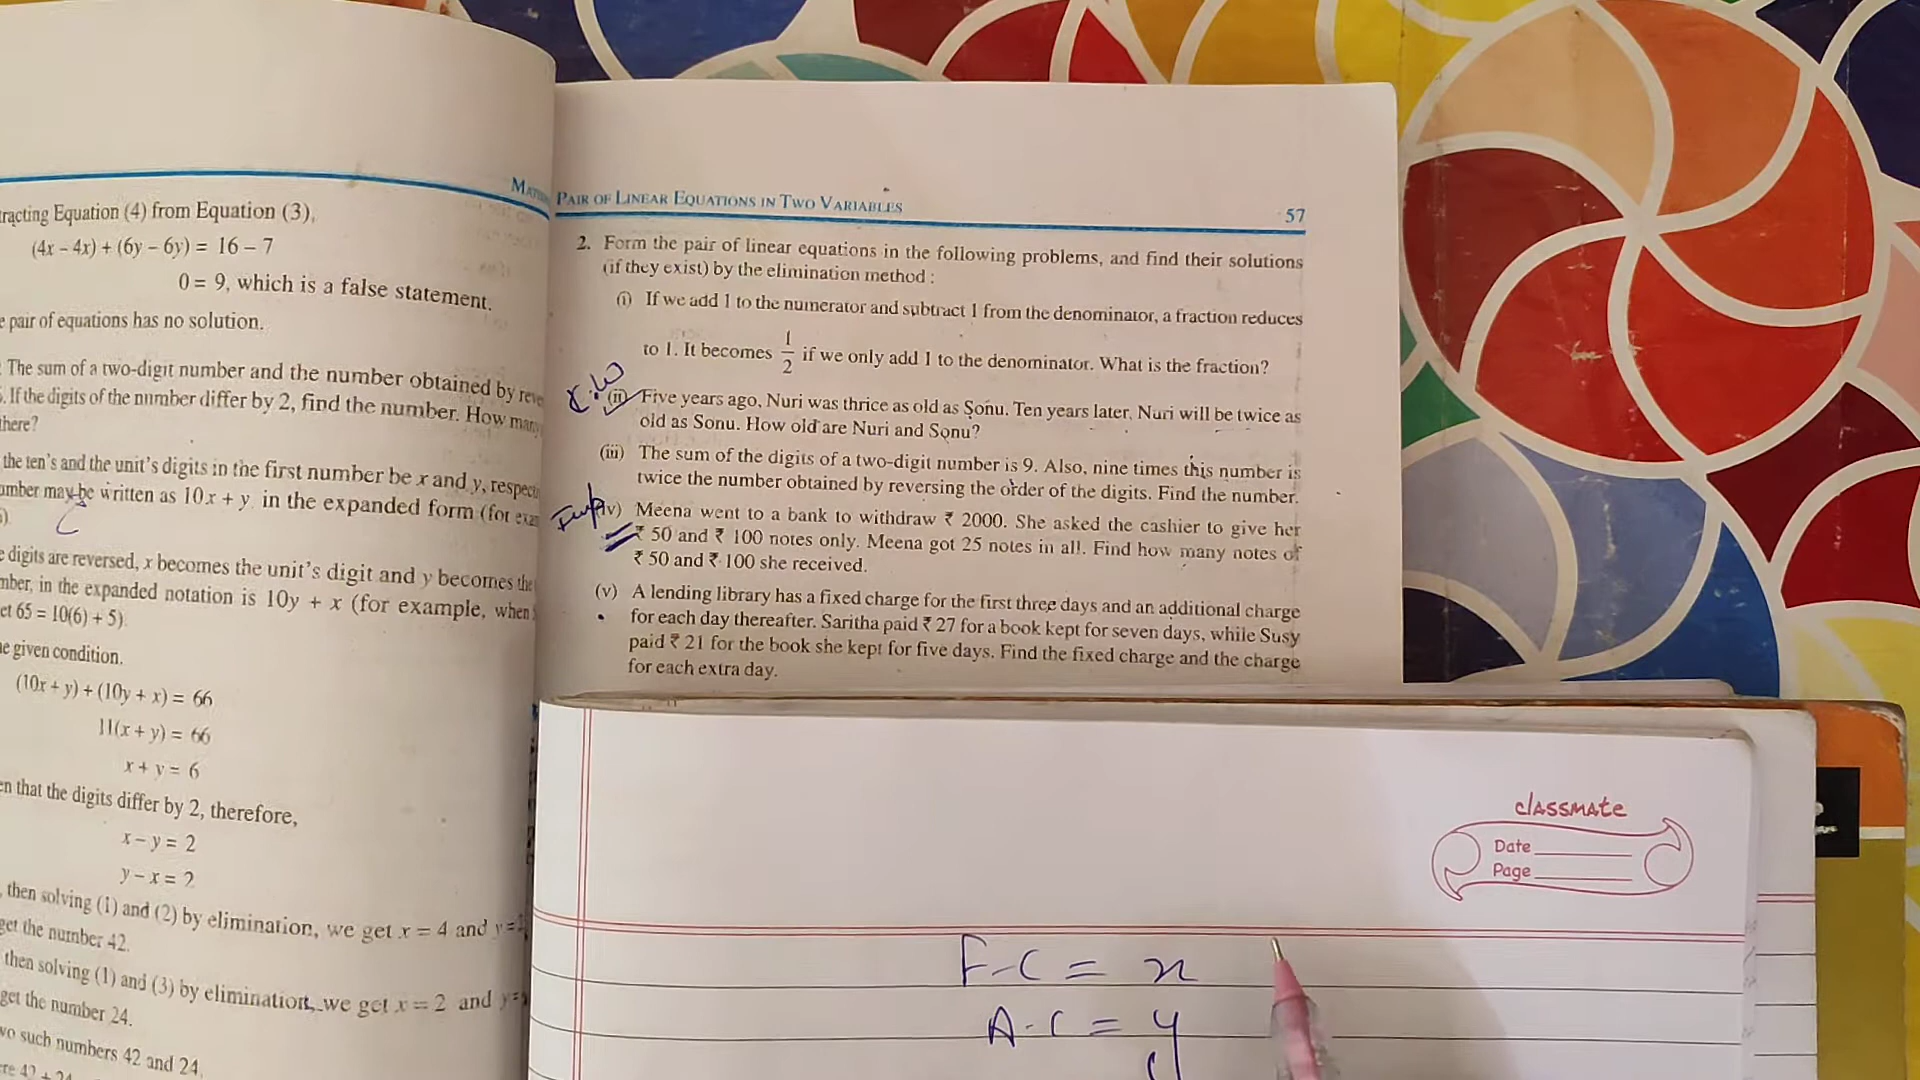 tracting Equation (4) from Equation (3),
(4x – 4x) + (6y – 6y) = 16 – 7
0 = 9, which is a false statement.
pair of equations has no solution.
The sum of a two-digit number and the number obtained by
If the digits of the number differ by 2, find the number. How
there?
the ten's and the unit's digits in the first number be x and y,
may be written as 10x + y in the expanded form (for
digits are reversed, x becomes the unit's digit and y becomes the
in the expanded notation is 10y + x (for example, when
65 = 10(6) + 5).
given condition.
(10x + y) + (10y + x) = 66
11(x + y) = 66
x + y = 6
that the digits differ by 2, therefore,
x – y = 2
y – x = 2
then solving (1) and (2) by elimination, we get x = 4 and y =
get the number 42.
then solving (1) and (3) by elimination, we get x = 2 and y =
get the number 24.
such numbers 42 and 24.
PAIR OF LINEAR EQUATIONS IN TWO VARIABLES
57
2. Form the pair of linear equations in the following problems, and find their solutions
(if they exist) by the elimination method :
(i) If we add 1 to the numerator and subtract 1 from the denominator, a fraction reduces
to 1. It becomes 1/2 if we only add 1 to the denominator. What is the fraction?
(ii) Five years ago, Nuri was thrice as old as Sonu. Ten years later, Nuri will be twice as
old as Sonu. How old are Nuri and Sonu?
(iii) The sum of the digits of a two-digit number is 9. Also, nine times this number is
twice the number obtained by reversing the order of the digits. Find the number.
Imp
(iv) Meena went to a bank to withdraw ₹ 2000. She asked the cashier to give her
₹ 50 and ₹ 100 notes only. Meena got 25 notes in all. Find how many notes of
₹ 50 and ₹ 100 she received.
(v) A lending library has a fixed charge for the first three days and an additional charge
for each day thereafter. Saritha paid ₹ 27 for a book kept for seven days, while Susy
paid ₹ 21 for the book she kept for five days. Find the fixed charge and the charge
for each extra day.
classmate
Date
Page
F-C = x
A-C = y